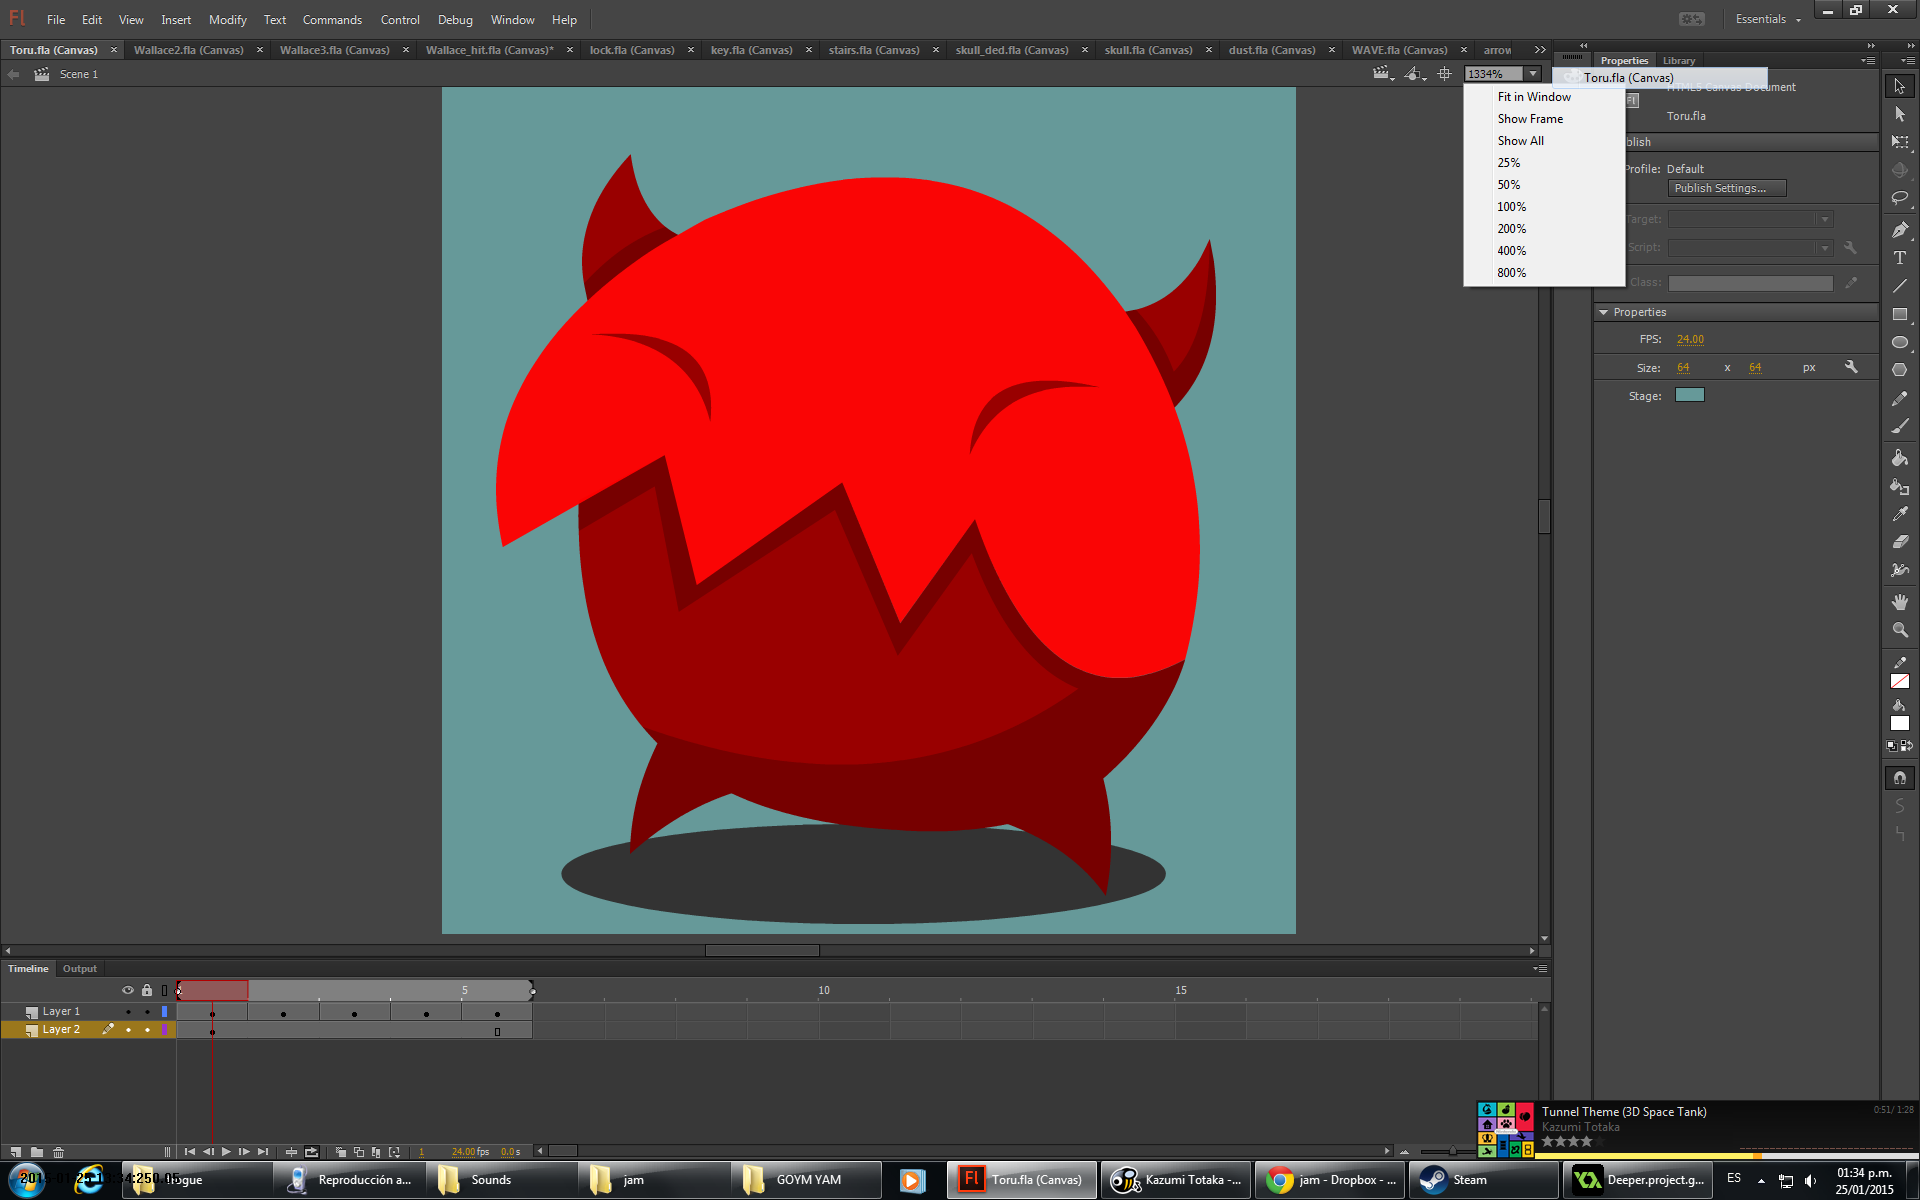 Fl File Edit View Insert Modify Text Commands Control Debug Window Help Essentials
Toru.fla (Canvas) × Wallace2.fla (Canvas) × Wallace3.fla (Canvas) × Wallace_hit.fla (Canvas)* × lock.fla (Canvas) × key.fla (Canvas) × stairs.fla (Canvas) × skull_ded.fla (Canvas) × skull.fla (Canvas) × dust.fla (Canvas) × WAVE.fla (Canvas) × arrow
Scene 1
1334%
Fit in Window
Show Frame
Show All
25%
50%
100%
200%
400%
800%
Properties Library
Toru.fla (Canvas)
HTML5 Canvas Document
Fl
Toru.fla
blish
Profile: Default
Publish Settings...
Target:
Script:
Class:
Properties
FPS: 24.00
Size: 64 x 64 px
Stage:
T
Timeline Output
5 10 15
Layer 1
Layer 2
1 24.00 fps 0.0 s
Tunnel Theme (3D Space Tank) 0:51/ 1:28
Kazumi Totaka
Reproducción a...
Sounds
jam
GOYM YAM
Fl Toru.fla (Canvas)
Kazumi Totaka -...
jam - Dropbox - ...
Steam
Deeper.project.g...
ES
01:34 p.m.
25/01/2015